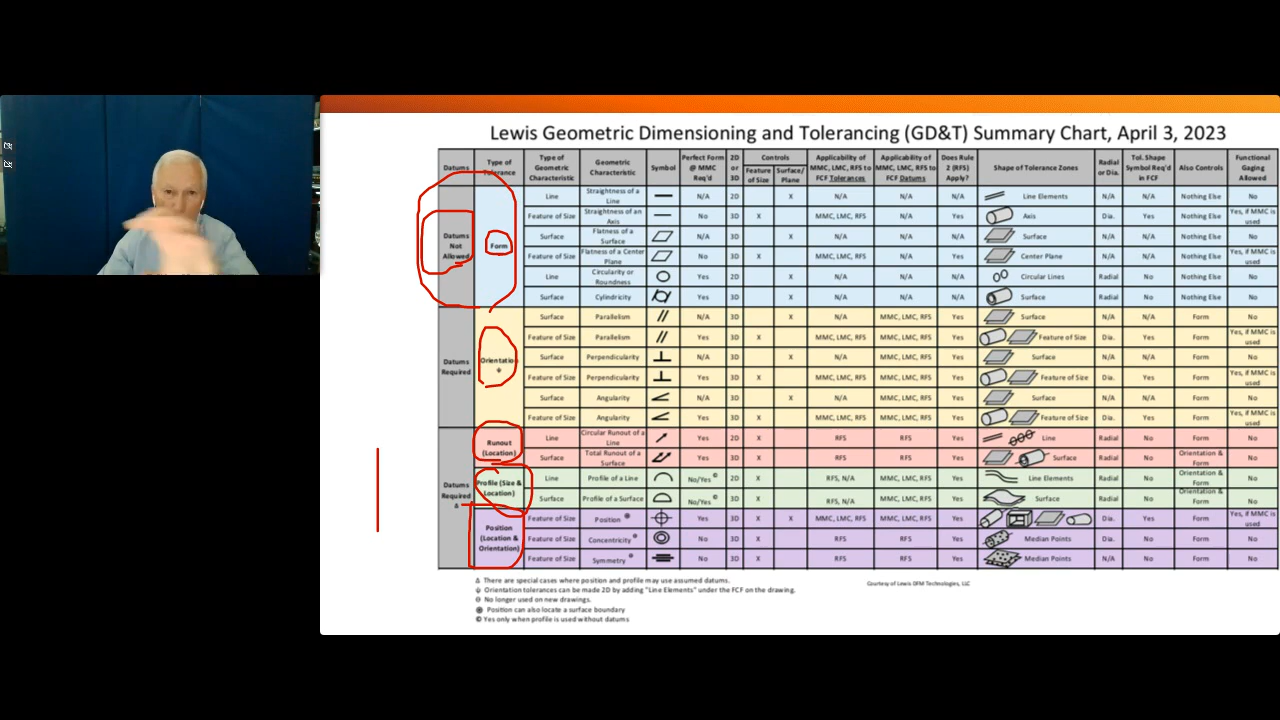 Lewis Geometric Dimensioning and Tolerancing (GD&T) Summary Chart, April 3, 2023
Datums | Type of Tolerance | Type of Geometric Characteristic | Geometric Characteristic | Symbol | Perfect Form @ MMC Req'd | 2D or 3D | Controls | Feature of Size | Surface/Plane | Applicability of MMC, LMC, RFS to FCF Tolerances | Applicability of MMC, LMC, RFS to FCF Datums | Does Rule 2 (RFS) Apply? | Shape of Tolerance Zones | Radial or Dia. | Tol. Shape Symbol Req'd in FCF | Also Controls | Functional Gaging Allowed
Datums Not Allowed | Form
Line | Straightness of a Line | N/A | 2D | X | N/A | N/A | N/A | Line Elements | N/A | N/A | Nothing Else | No
Feature of Size | Straightness of an Axis | No | 3D | X | MMC, LMC, RFS | N/A | Yes | Axis | Dia. | Yes | Nothing Else | Yes, if MMC is used
Surface | Flatness of a Surface | N/A | 3D | X | N/A | N/A | N/A | Surface | N/A | N/A | Nothing Else | No
Feature of Size | Flatness of a Center Plane | No | 3D | X | MMC, LMC, RFS | N/A | Yes | Center Plane | N/A | No | Nothing Else | Yes, if MMC is used
Line | Circularity or Roundness | Yes | 2D | X | N/A | N/A | N/A | Circular Lines | Radial | No | Nothing Else | No
Surface | Cylindricity | Yes | 3D | X | N/A | N/A | N/A | Surface | Radial | No | Nothing Else | No
Datums Required | Orientatio
Surface | Parallelism | N/A | 3D | X | N/A | MMC, LMC, RFS | Yes | Surface | N/A | N/A | Form | No
Feature of Size | Parallelism | Yes | 3D | X | MMC, LMC, RFS | MMC, LMC, RFS | Yes | Feature of Size | Dia. | Yes | Form | Yes, if MMC is used
Surface | Perpendicularity | N/A | 3D | X | N/A | MMC, LMC, RFS | Yes | Surface | N/A | No | Form | No
Feature of Size | Perpendicularity | Yes | 3D | X | MMC, LMC, RFS | MMC, LMC, RFS | Yes | Feature of Size | Dia. | Yes | Form | Yes, if MMC is used
Surface | Angularity | N/A | 3D | X | N/A | MMC, LMC, RFS | Yes | Surface | N/A | No | Form | No
Feature of Size | Angularity | Yes | 3D | X | MMC, LMC, RFS | MMC, LMC, RFS | Yes | Feature of Size | Dia. | Yes | Form | Yes, if MMC is used
Datums Required Δ
Runout (Location)
Line | Circular Runout of a Line | Yes | 2D | X | RFS | RFS | Yes | Line | Radial | No | Form | No
Surface | Total Runout of a Surface | Yes | 3D | X | RFS | RFS | Yes | Surface | Radial | No | Orientation & Form | No
Profile (Size & Location)
Line | Profile of a Line | No/Yes © | 2D | X | RFS, N/A | MMC, LMC, RFS | Yes | Line Elements | Radial | No | Orientation & Form | No
Surface | Profile of a Surface | No/Yes © | 3D | X | RFS, N/A | MMC, LMC, RFS | Yes | Surface | Radial | No | Orientation & Form | No
Position (Location & Orientation)
Feature of Size | Position | Yes | 3D | X | X | MMC, LMC, RFS | MMC, LMC, RFS | Yes | Dia. | Yes | Form | Yes, if MMC is used
Feature of Size | Concentricity | No | 3D | X | RFS | RFS | Yes | Median Points | Dia. | Yes | Form | No
Feature of Size | Symmetry | No | 3D | X | RFS | RFS | Yes | Median Points | N/A | No | Form | No
Δ There are special cases where position and profile may use assumed datums.
ψ Orientation tolerances can be made 2D by adding "Line Elements" under the FCF on the drawing.
Θ No longer used on new drawings.
Position can also locate a surface boundary
© Yes only when profile is used without datums
Courtesy of Lewis DFM Technologies, LLC